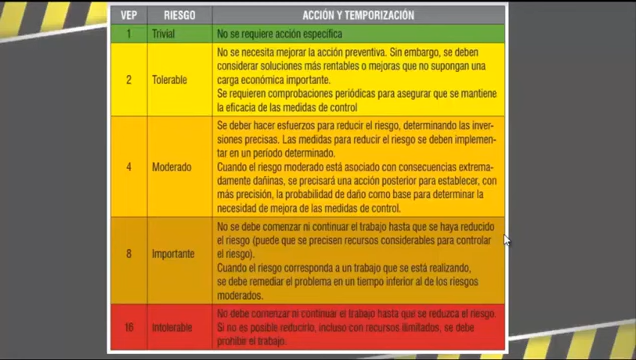 VEP RIESGO ACCIÓN Y TEMPORIZACIÓN
1 Trivial No se requiere acción específica
No se necesita mejorar la acción preventiva. Sin embargo, se deben
considerar soluciones más rentables o mejoras que no supongan una
2 Tolerable carga económica importante.
Se requieren comprobaciones periódicas para asegurar que se mantiene
la eficacia de las medidas de control
Se deber hacer esfuerzos para reducir el riesgo, determinando las inver-
siones precisas. Las medidas para reducir el riesgo se deben implemen-
tar en un período determinado.
4 Moderado Cuando el riesgo moderado está asociado con consecuencias extrema-
damente dañinas, se precisará una acción posterior para establecer, con
más precisión, la probabilidad de daño como base para determinar la
necesidad de mejora de las medidas de control.
No se debe comenzar ni continuar el trabajo hasta que se haya reducido
el riesgo (puede que se precisen recursos considerables para controlar
8 Importante el riesgo).
Cuando el riesgo corresponda a un trabajo que se está realizando,
se debe remediar el problema en un tiempo inferior al de los riesgos
moderados.
No debe comenzar ni continuar el trabajo hasta que se reduzca el riesgo.
16 Intolerable Si no es posible reducirlo, incluso con recursos ilimitados, se debe
prohibir el trabajo.